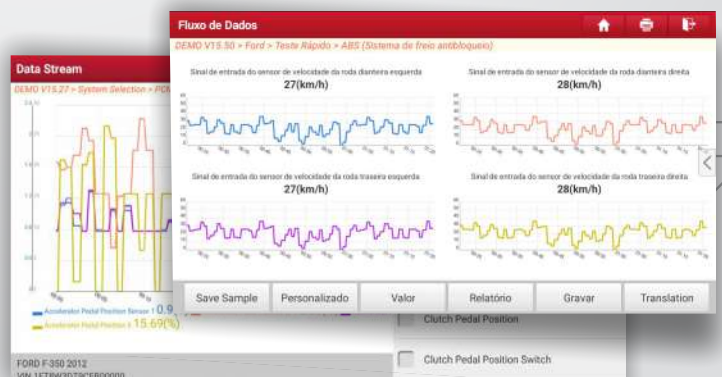 Fluxo de Dados
DEMO V15.50 > Ford > Teste Rápido > ABS (Sistema de freio antibloqueio)
Sinal de entrada do sensor de velocidade da roda dianteira esquerda
27(km/h)
Sinal de entrada do sensor de velocidade da roda dianteira direita
28(km/h)
Sinal de entrada do sensor de velocidade da roda traseira esquerda
27(km/h)
Sinal de entrada do sensor de velocidade da roda traseira direita
28(km/h)
Save Sample
Personalizado
Valor
Relatório
Gravar
Translation
Data Stream
DEMO V15.27 > System Selection >
Accelerator Pedal Position Sensor 1 0.9
Accelerator Pedal Position 15.69(%)
Clutch Pedal Position
Clutch Pedal Position Switch
FORD F-350 2012